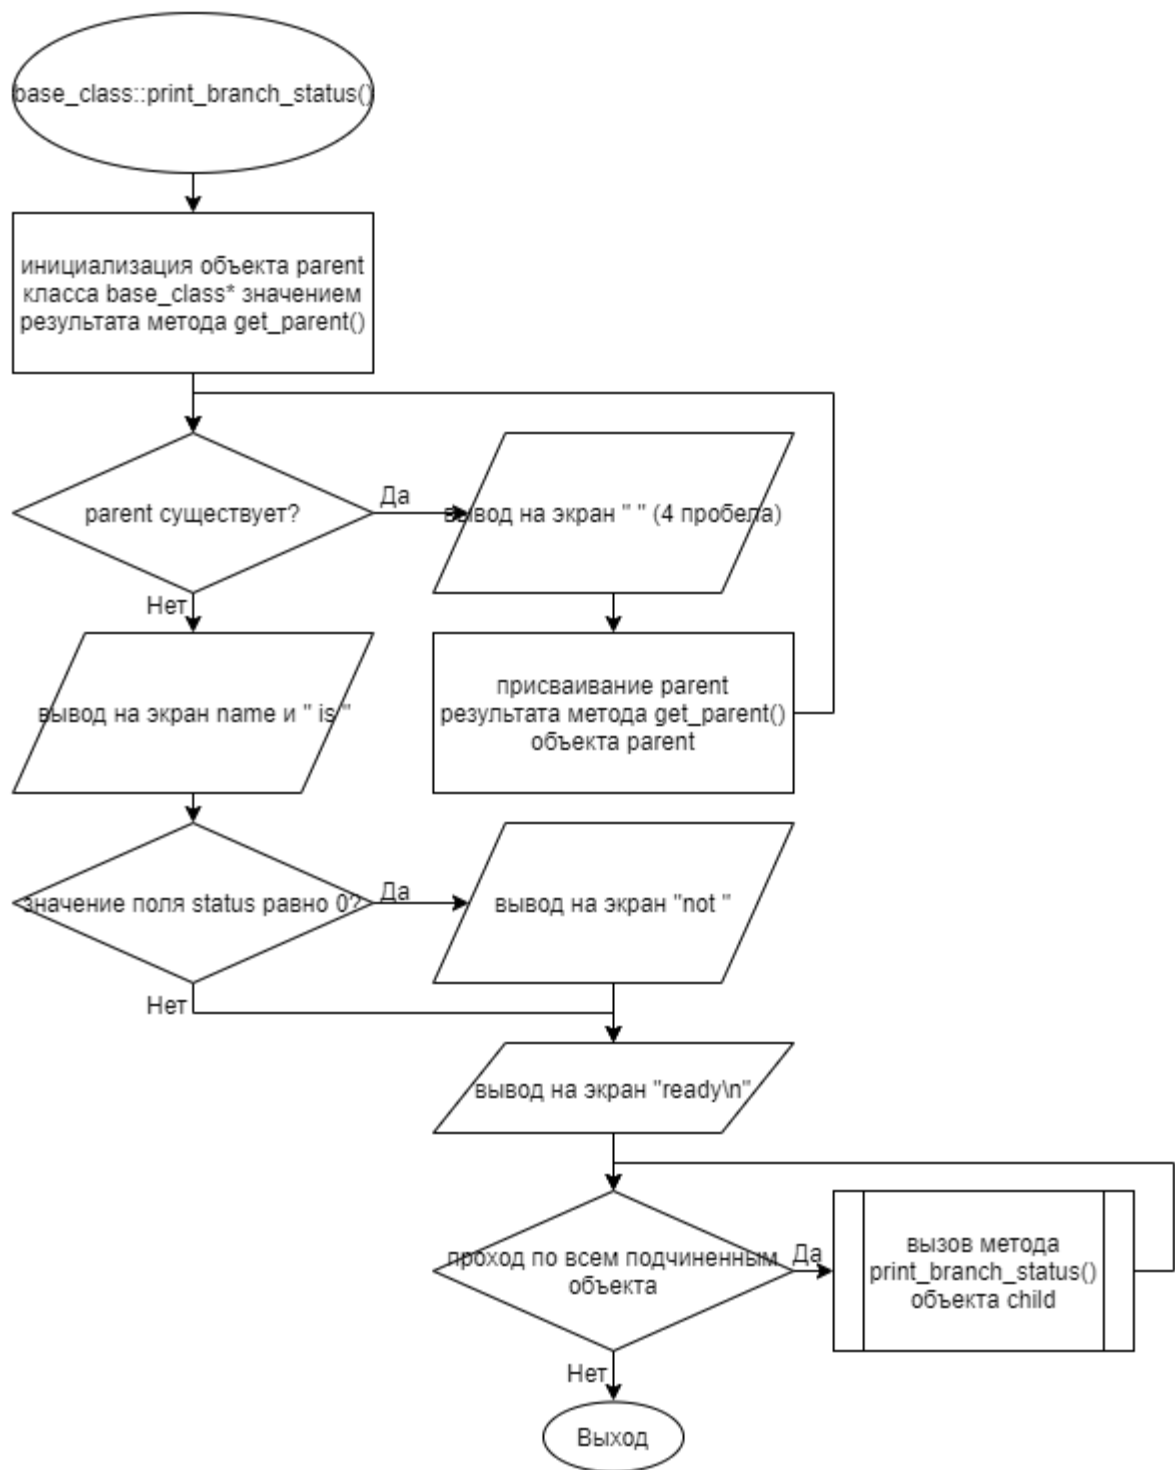 base_class::print_branch_status()
инициализация объекта parent
класса base_class* значением
результата метода get_parent()
parent существует?
Да
вывод на экран " " (4 пробела)
Нет
вывод на экран name и " is "
присваивание parent
результата метода get_parent()
объекта parent
значение поля status равно 0?
Да
вывод на экран "not "
Нет
вывод на экран "ready\n"
проход по всем подчиненным
объекта
Да
вызов метода
print_branch_status()
объекта child
Нет
Выход